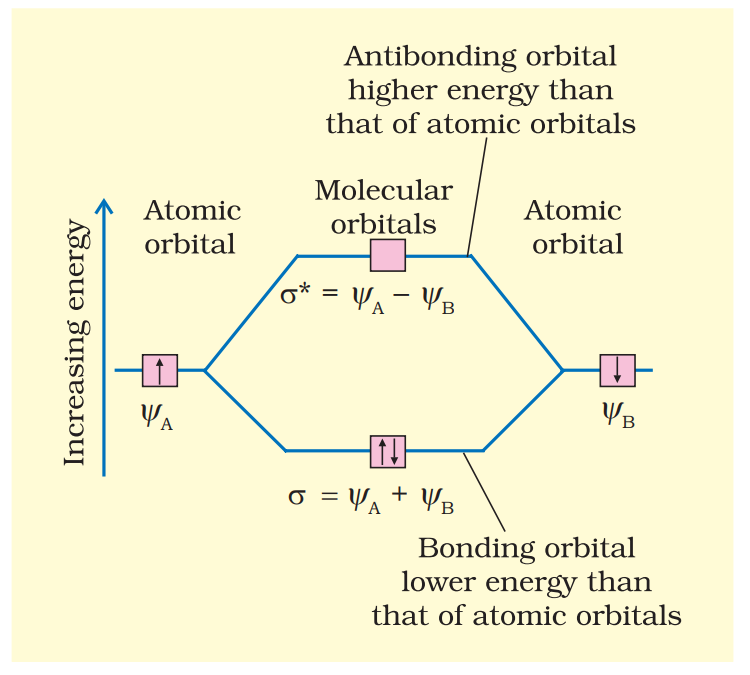 Antibonding orbital
higher energy than
that of atomic orbitals
Molecular
orbitals
Atomic
orbital
Atomic
orbital
Increasing energy
σ* = ψA − ψB
ψA
ψB
σ = ψA + ψB
Bonding orbital
lower energy than
that of atomic orbitals